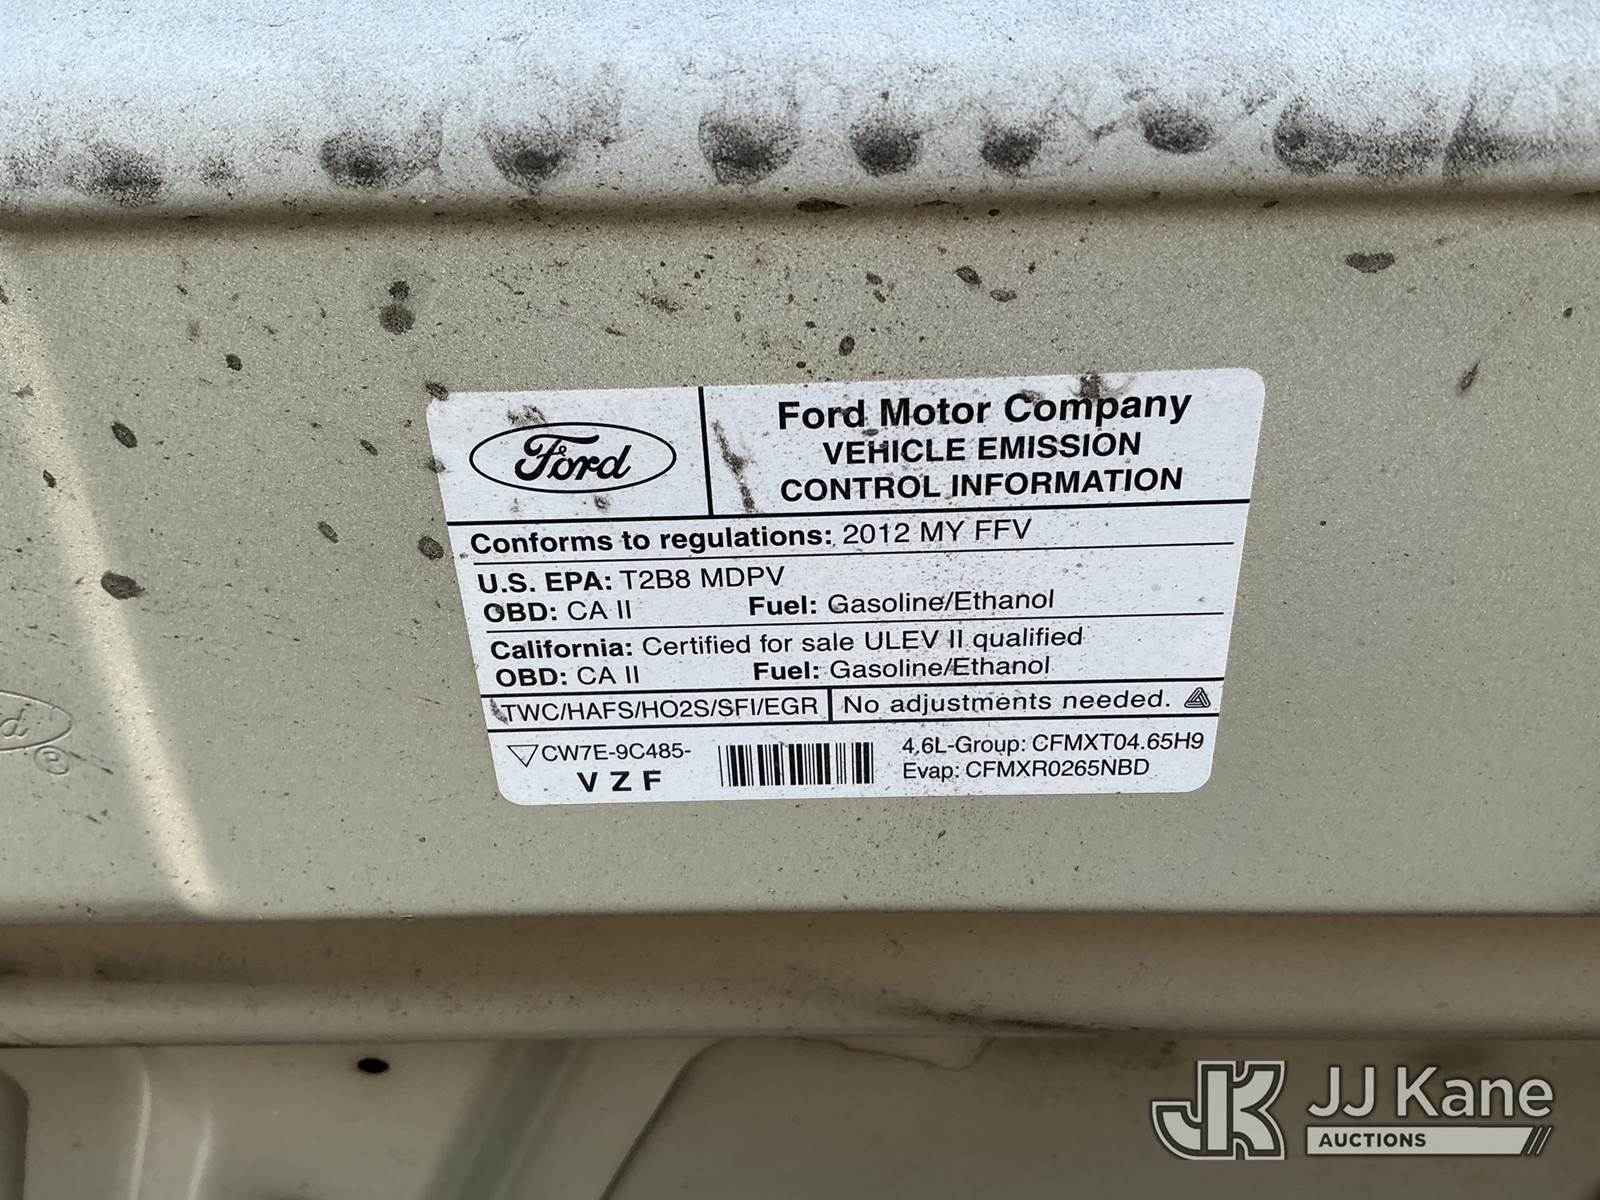 Ford
Ford Motor Company
VEHICLE EMISSION
CONTROL INFORMATION
Conforms to regulations: 2012 MY FFV
U.S. EPA: T2B8 MDPV
OBD: CA II Fuel: Gasoline/Ethanol
California: Certified for sale ULEV II qualified
OBD: CA II Fuel: Gasoline/Ethanol
TWC/HAFS/HO2S/SFI/EGR No adjustments needed.
CW7E-9C485-
VZF
4.6L-Group: CFMXT04.65H9
Evap: CFMXR0265NBD
JK JJ Kane
AUCTIONS